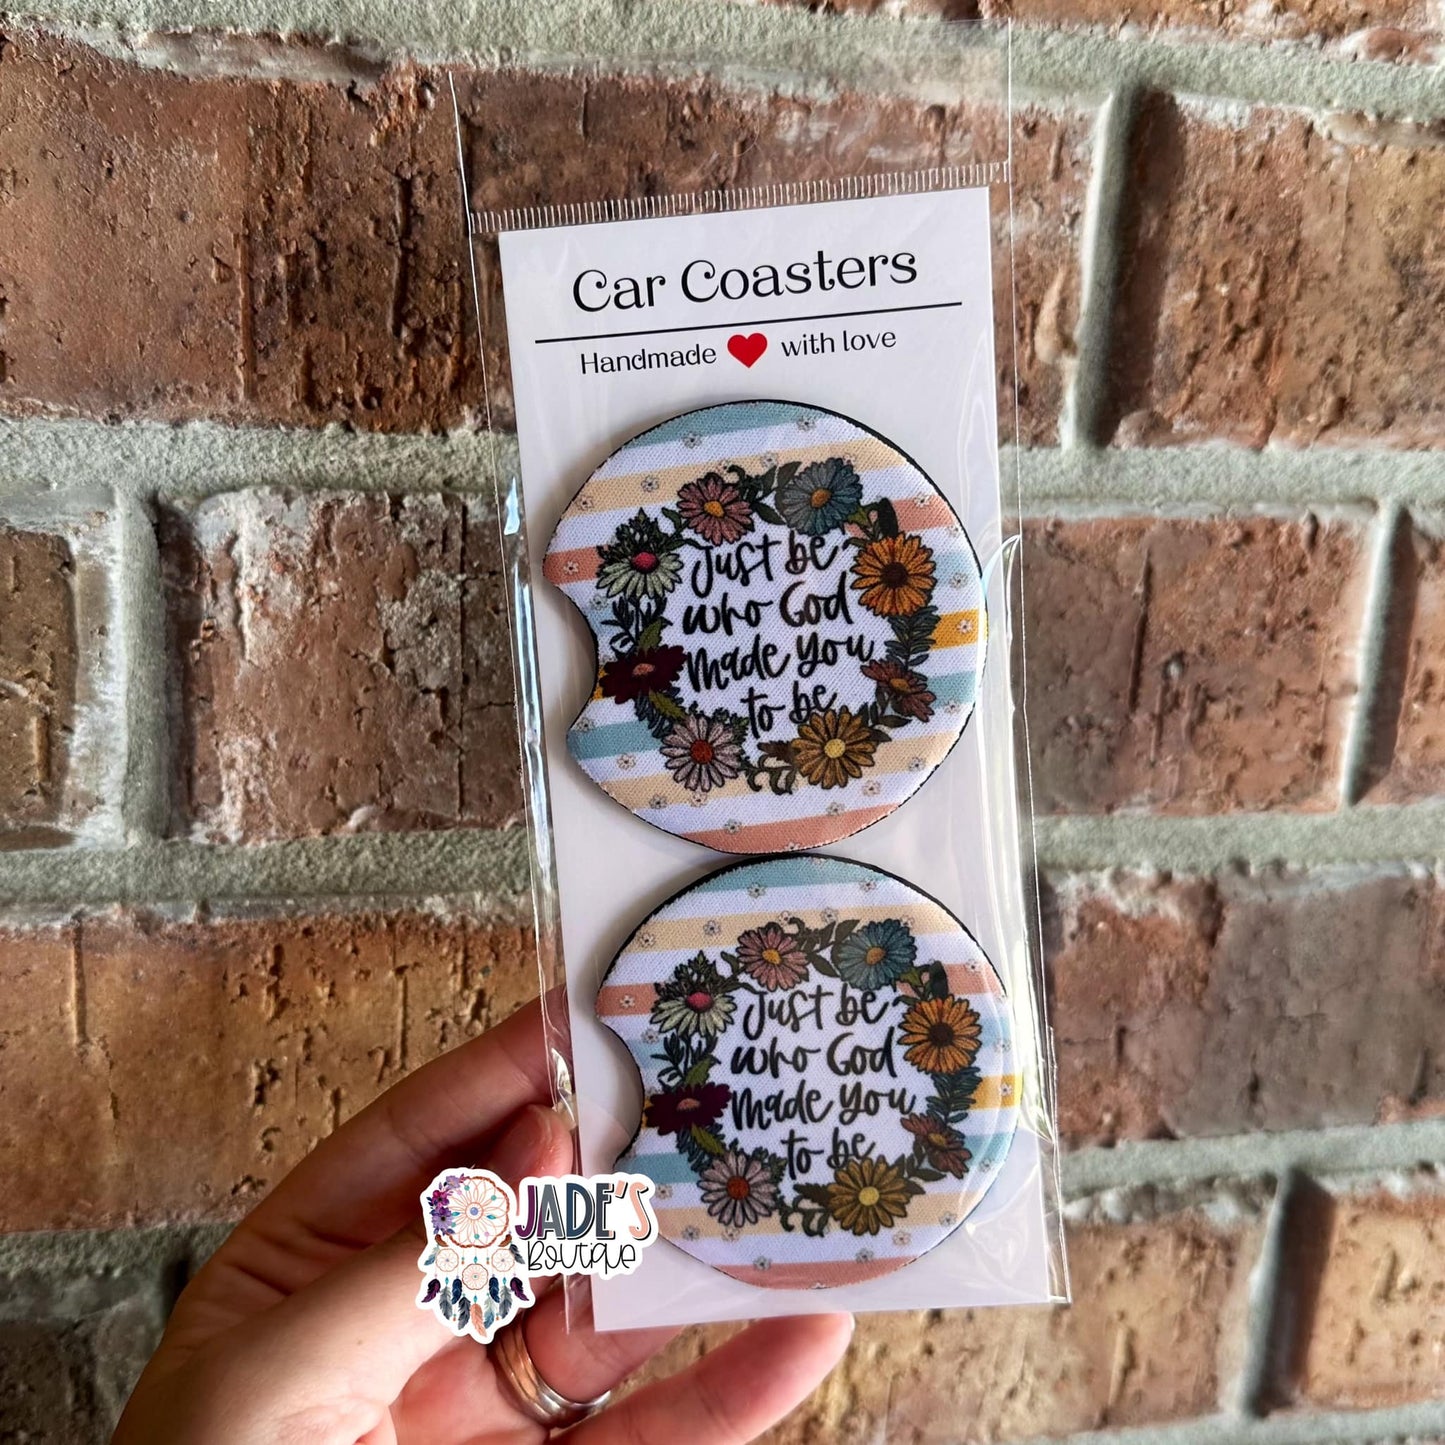 Car Coasters
Handmade with love
Just be
who God
made you
to be
Just be
who God
made you
to be
JADE'S
Boutique